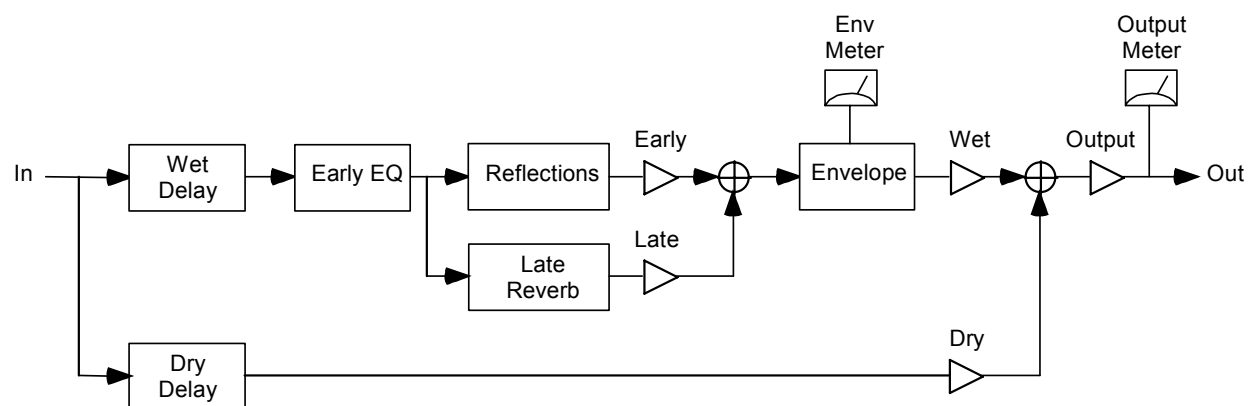 Env
Meter
Output
Meter
In
Wet
Delay
Early EQ
Reflections
Early
Envelope
Wet
Output
Out
Late
Reverb
Late
Dry
Delay
Dry